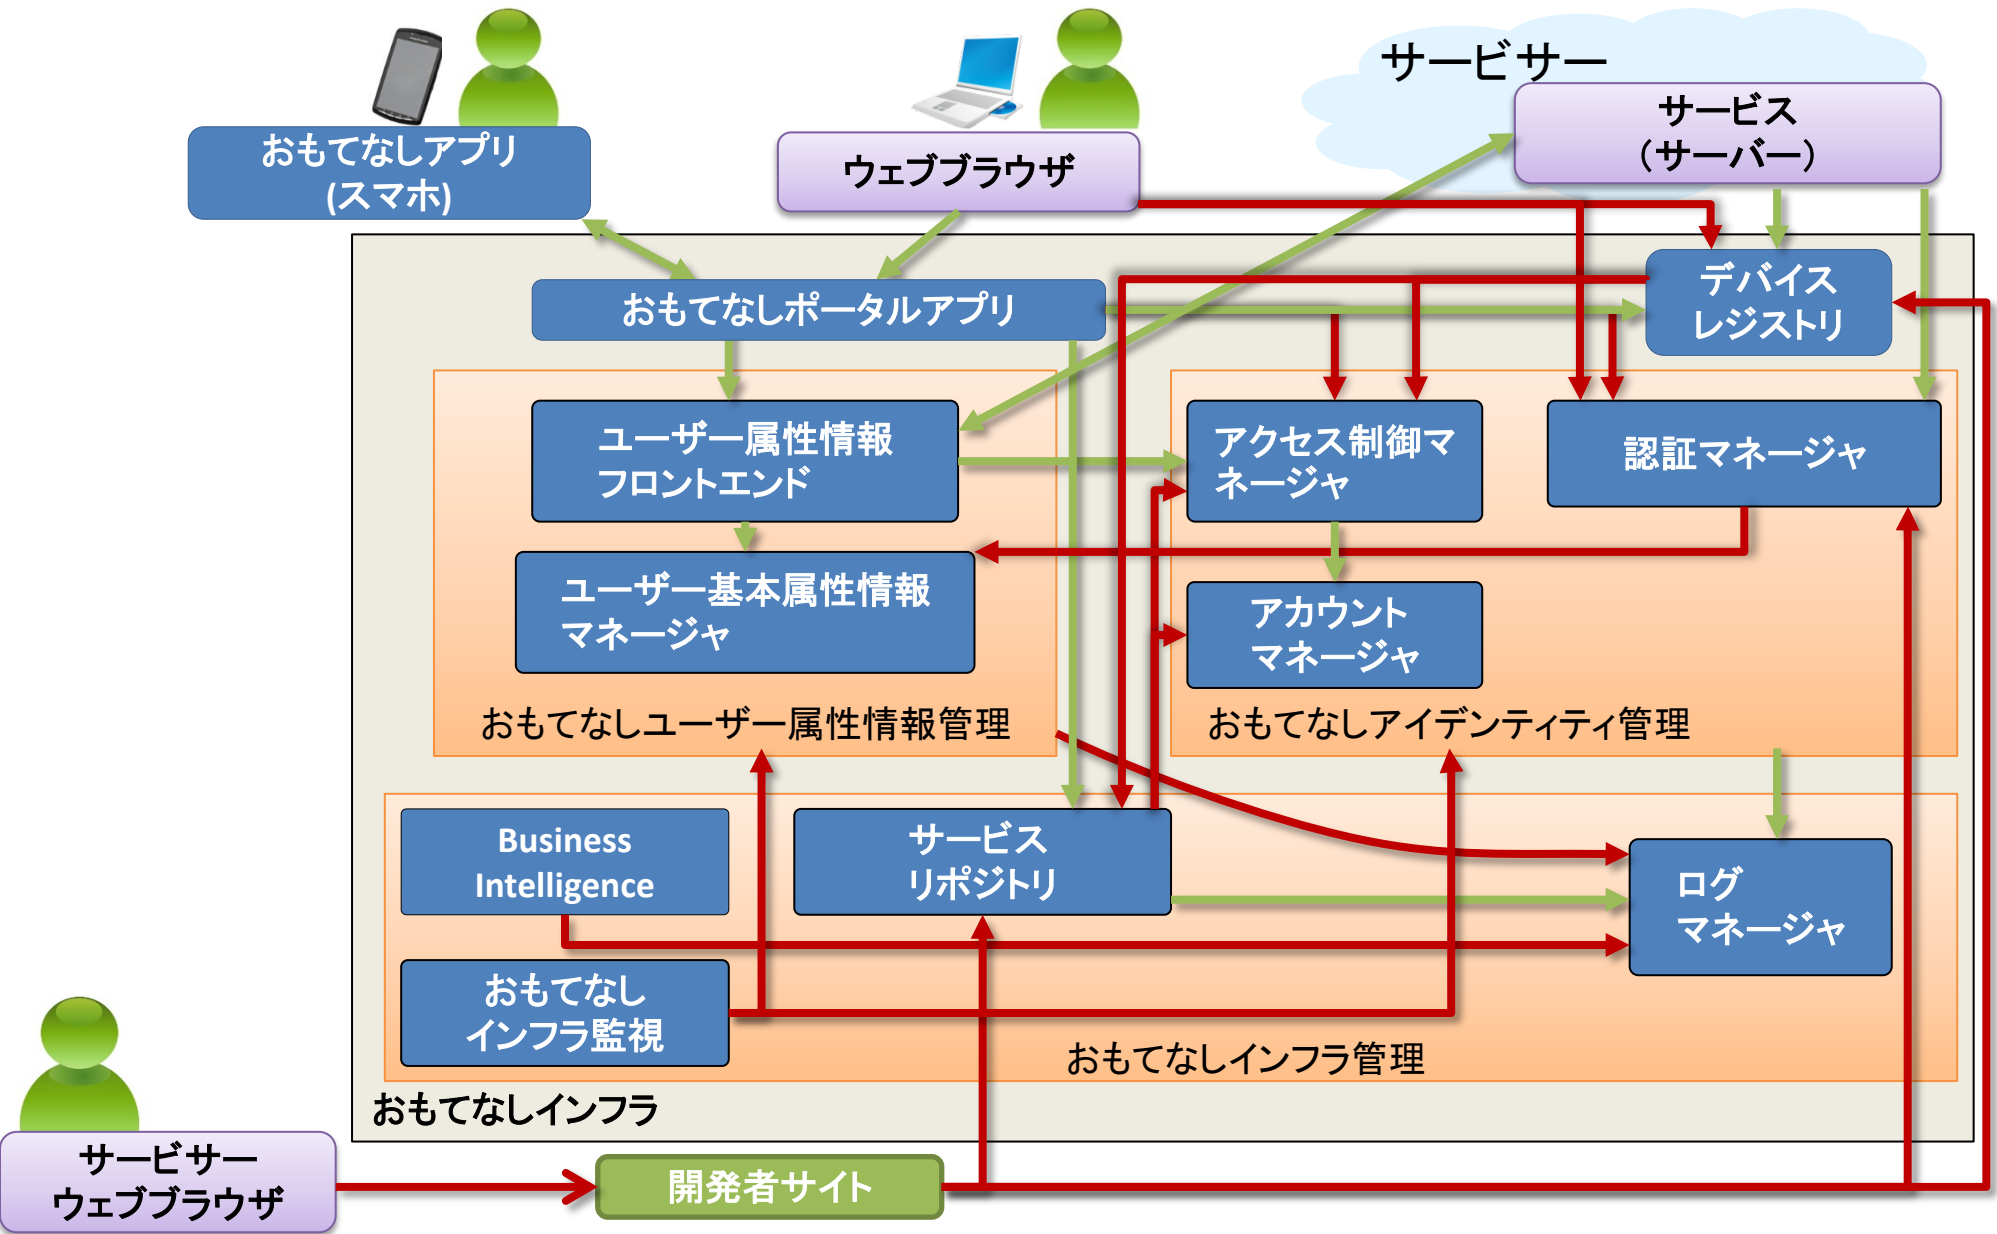 サービサー
サービス
（サーバー）
おもてなしアプリ
(スマホ)
ウェブブラウザ
デバイス
レジストリ
おもてなしポータルアプリ
ユーザー属性情報
フロントエンド
アクセス制御マ
ネージャ
認証マネージャ
ユーザー基本属性情報
マネージャ
アカウント
マネージャ
おもてなしユーザー属性情報管理
おもてなしアイデンティティ管理
Business
Intelligence
サービス
リポジトリ
ログ
マネージャ
おもてなし
インフラ監視
おもてなしインフラ管理
おもてなしインフラ
サービサー
ウェブブラウザ
開発者サイト